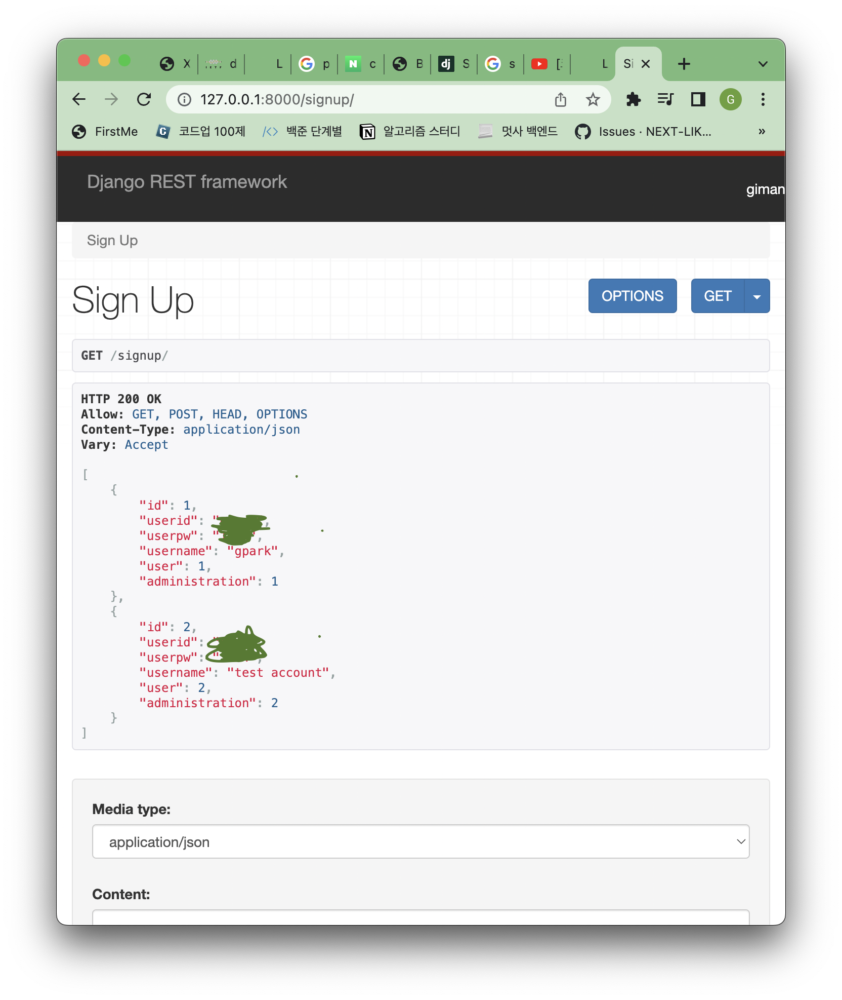 X d L p c B dj S s [ L Si
127.0.0.1:8000/signup/ G
FirstMe 코드업 100제 백준 단계별 알고리즘 스터디 멋사 백엔드 Issues · NEXT-LIK... »
Django REST framework
giman
Sign Up
Sign Up OPTIONS GET
GET /signup/
HTTP 200 OK
Allow: GET, POST, HEAD, OPTIONS
Content-Type: application/json
Vary: Accept
[
{
"id": 1,
"userid": "
"userpw": "
"username": "gpark",
"user": 1,
"administration": 1
},
{
"id": 2,
"userid": "
"userpw": "
"username": "test account",
"user": 2,
"administration": 2
}
]
Media type:
application/json
Content: